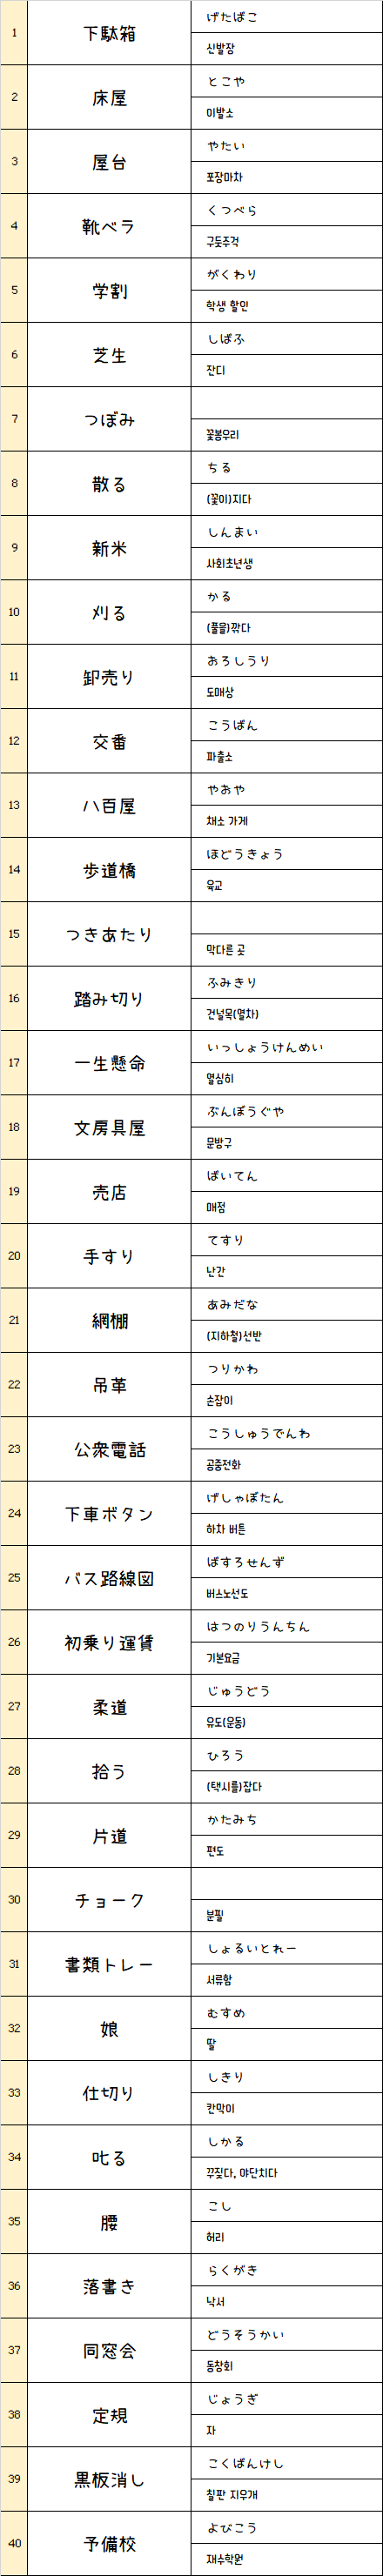 1
下駄箱
げたばこ
신발장
2
床屋
とこや
이발소
3
屋台
やたい
포장마차
4
靴ベラ
くつべら
구둣주걱
5
学割
がくわり
학생 할인
6
芝生
しばふ
잔디
7
つぼみ
꽃봉우리
8
散る
ちる
(꽃이)지다
9
新米
しんまい
사회초년생
10
刈る
かる
(풀을)깎다
11
卸売り
おろしうり
도매상
12
交番
こうばん
파출소
13
八百屋
やおや
채소 가게
14
歩道橋
ほどうきょう
육교
15
つきあたり
막다른 곳
16
踏み切り
ふみきり
건널목(열차)
17
一生懸命
いっしょうけんめい
열심히
18
文房具屋
ぶんぼうぐや
문방구
19
売店
ばいてん
매점
20
手すり
てすり
난간
21
網棚
あみだな
(지하철)선반
22
吊革
つりかわ
손잡이
23
公衆電話
こうしゅうでんわ
공중전화
24
下車ボタン
げしゃぼたん
하차 버튼
25
バス路線図
ばすろせんず
버스노선도
26
初乗り運賃
はつのりうんちん
기본요금
27
柔道
じゅうどう
유도(운동)
28
拾う
ひろう
(택시를)잡다
29
片道
かたみち
편도
30
チョーク
분필
31
書類トレー
しょるいとれー
서류함
32
娘
むすめ
딸
33
仕切り
しきり
칸막이
34
叱る
しかる
꾸짖다, 야단치다
35
腰
こし
허리
36
落書き
らくがき
낙서
37
同窓会
どうそうかい
동창회
38
定規
じょうぎ
자
39
黒板消し
こくばんけし
칠판 지우개
40
予備校
よびこう
재수학원